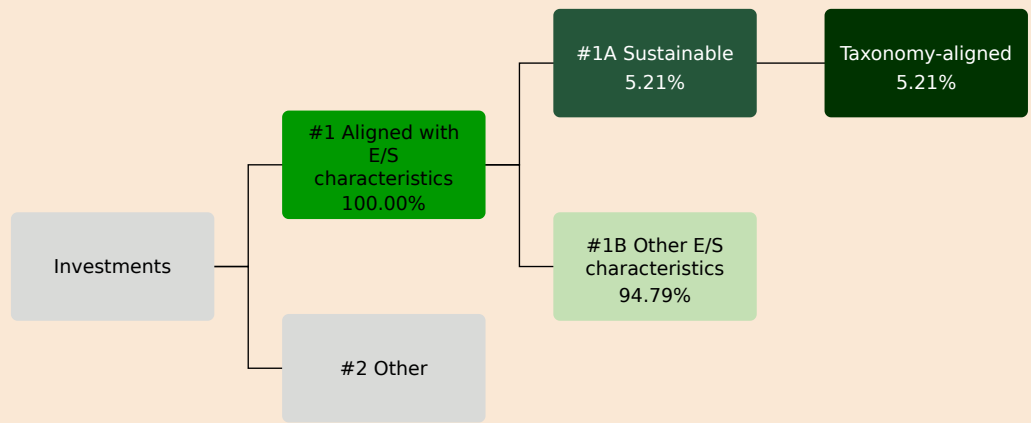 Investments
#1 Aligned with
E/S
characteristics
100.00%
#2 Other
#1A Sustainable
5.21%
#1B Other E/S
characteristics
94.79%
Taxonomy-aligned
5.21%